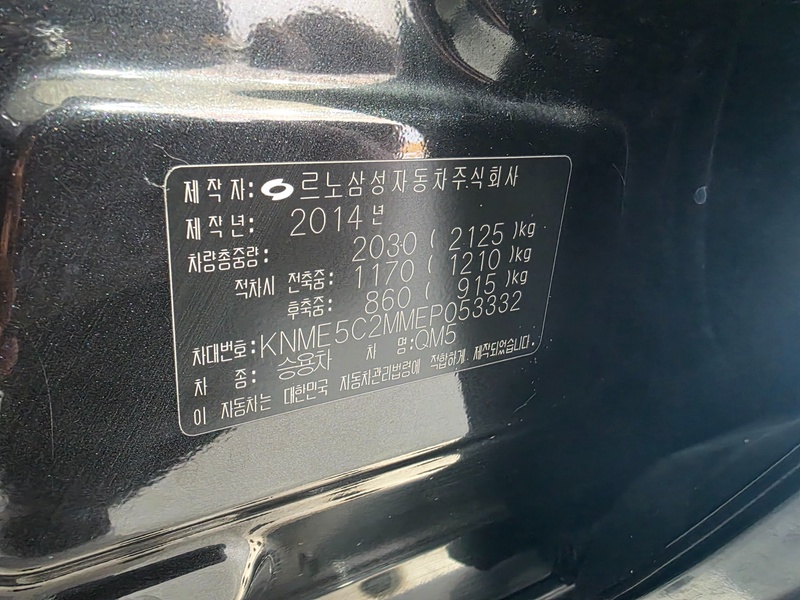 제작자: 르노삼성자동차주식회사
제작년: 2014년
차량총중량: 2030 ( 2125 )kg
적차시 전축중: 1170 ( 1210 )kg
후축중: 860 ( 915 )kg
차대번호: KNME5C2MMEP053332
차 종: 승용차 차 명: QM5
이 자동차는 대한민국 자동차관리법령에 적합하게 제작되었습니다.